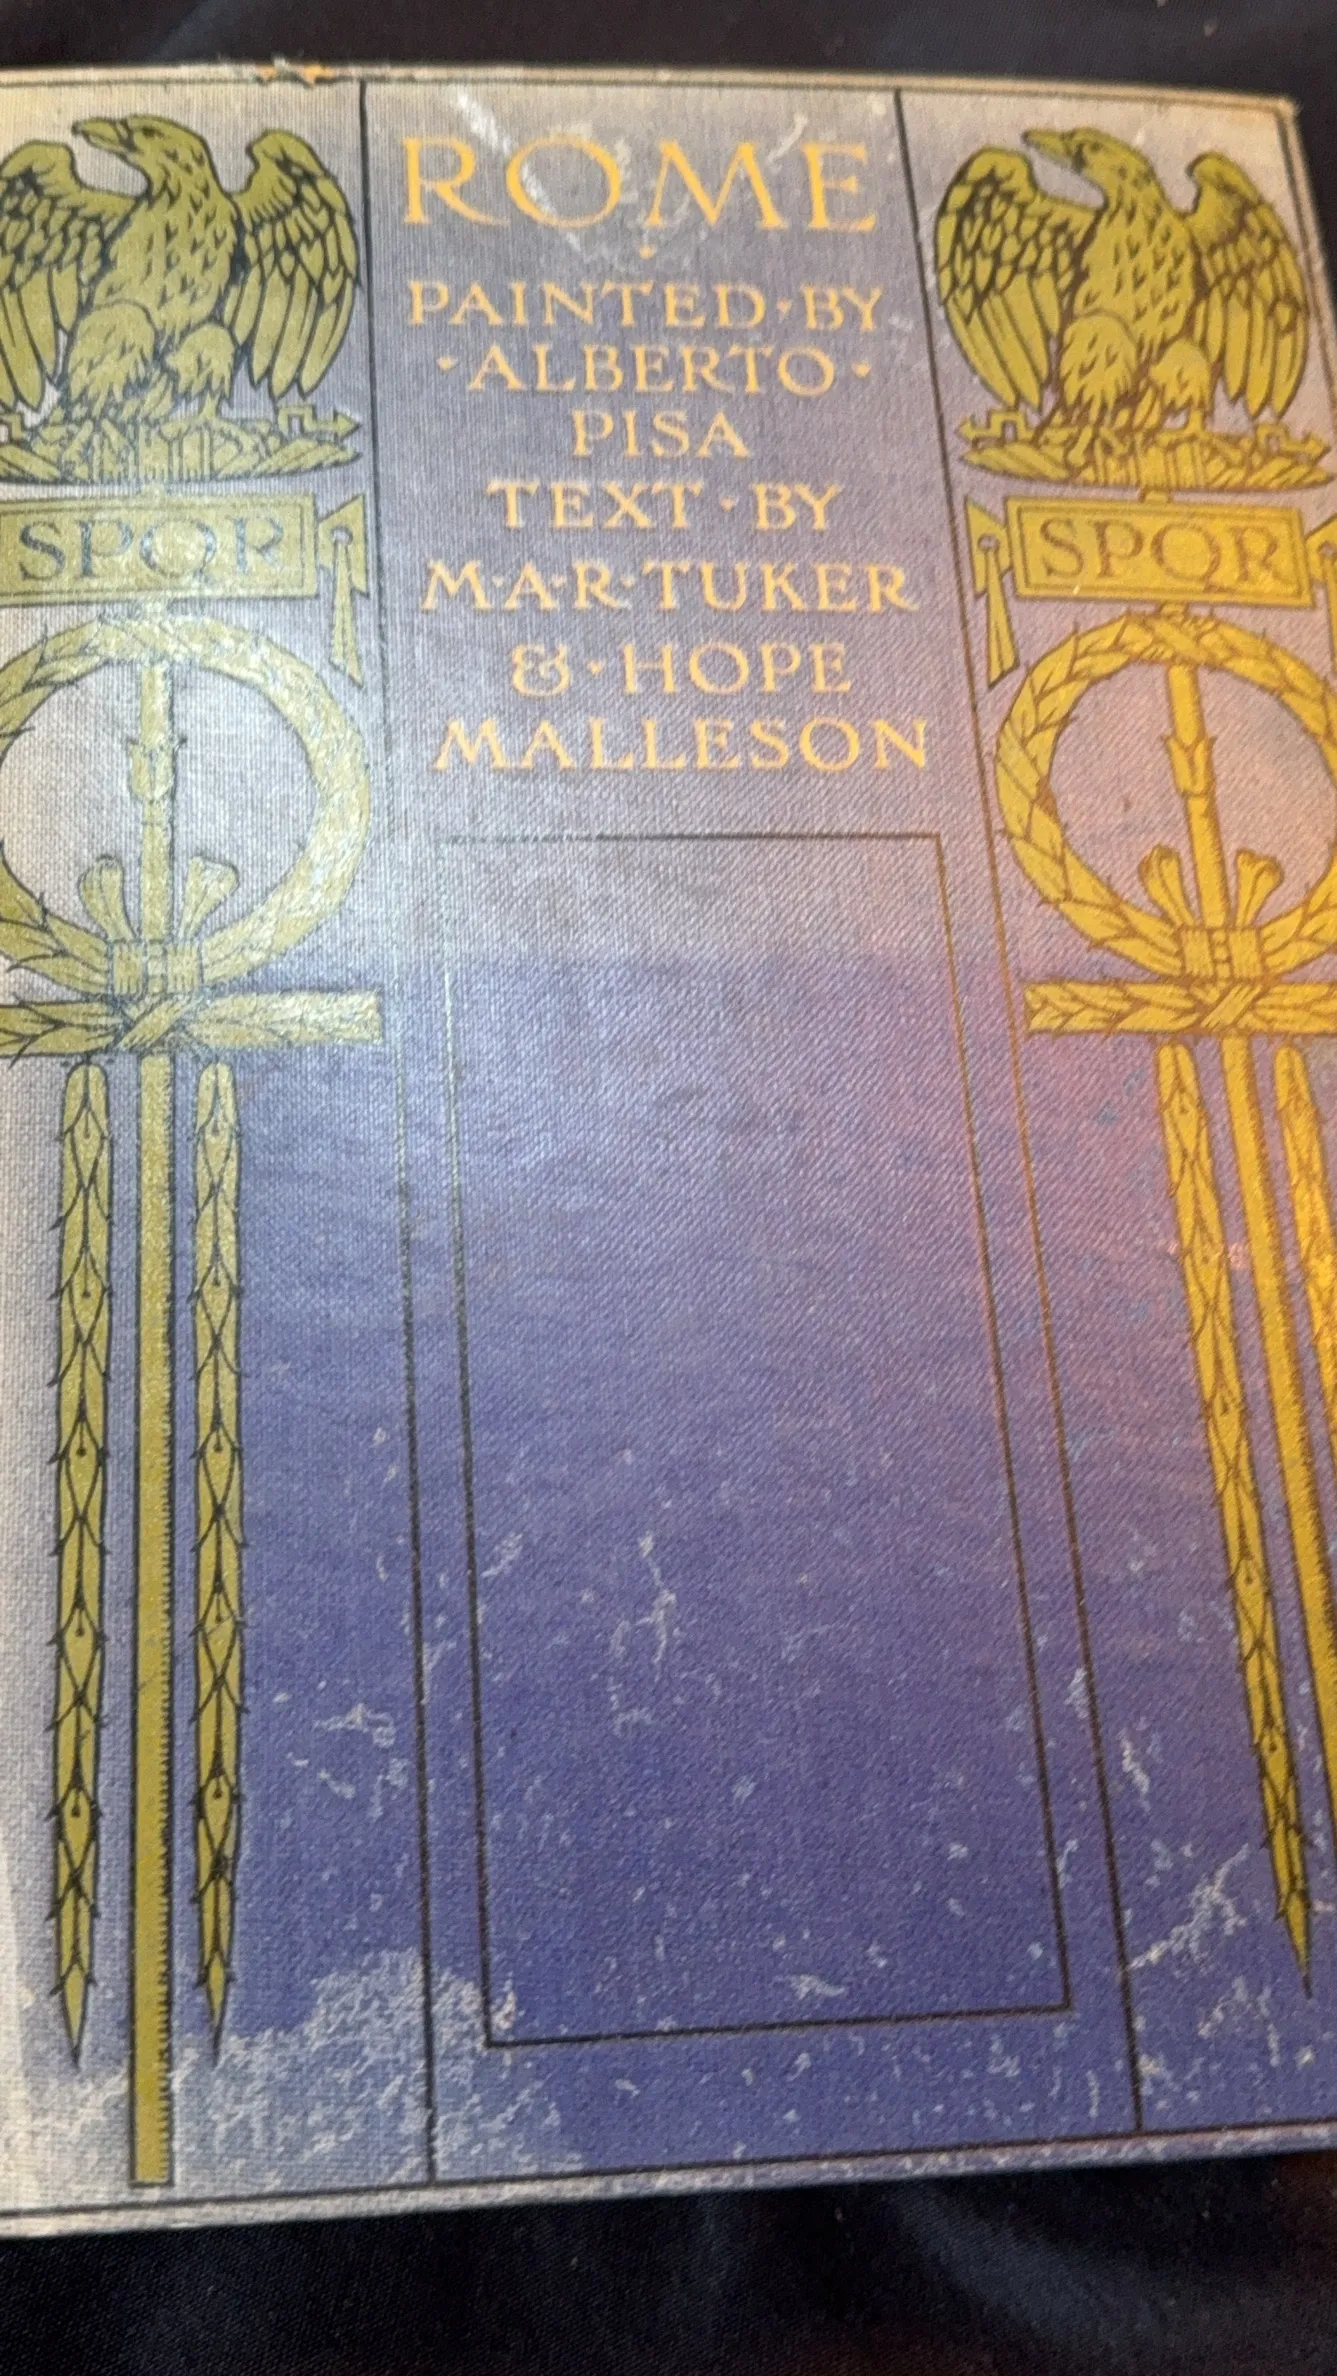 ROME
PAINTED·BY
·ALBERTO·
PISA
TEXT·BY
M·A·R·TUKER
&·HOPE
MALLESON
SPQR
SPQR